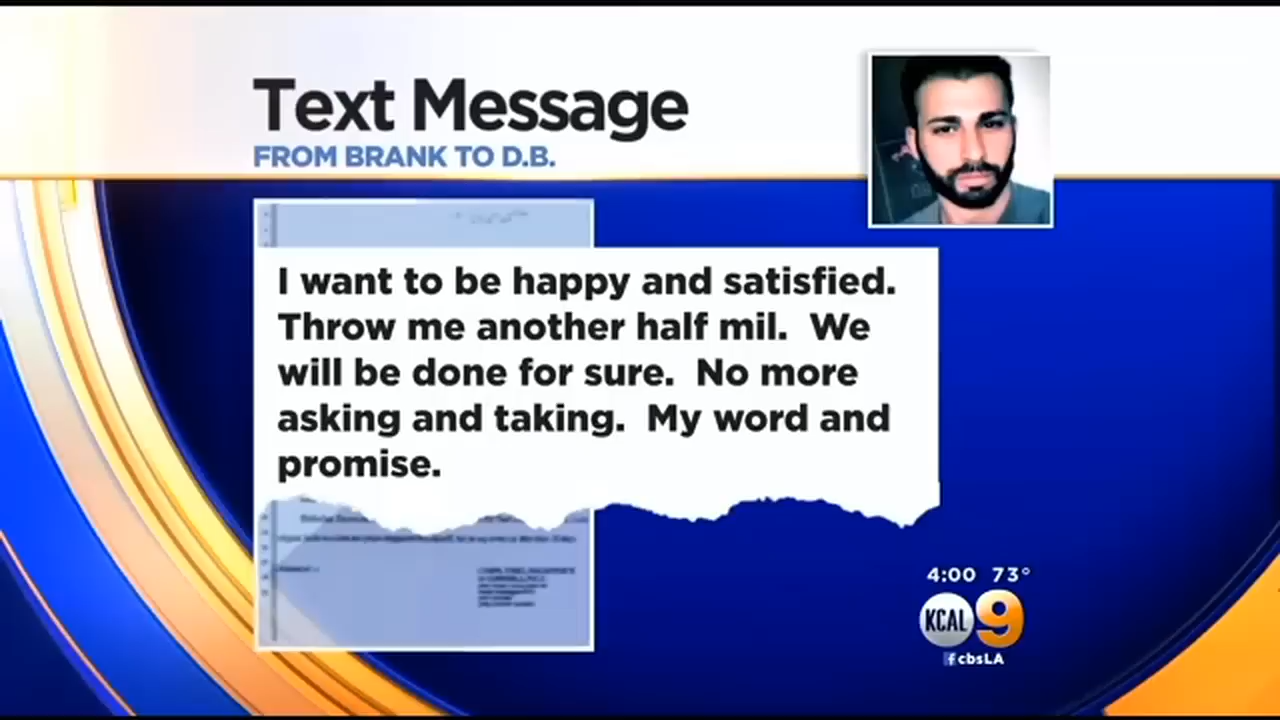 Text Message
FROM BRANK TO D.B.
I want to be happy and satisfied.
Throw me another half mil.  We
will be done for sure.  No more
asking and taking.  My word and
promise.
4:00 73°
KCAL 9
f cbsLA